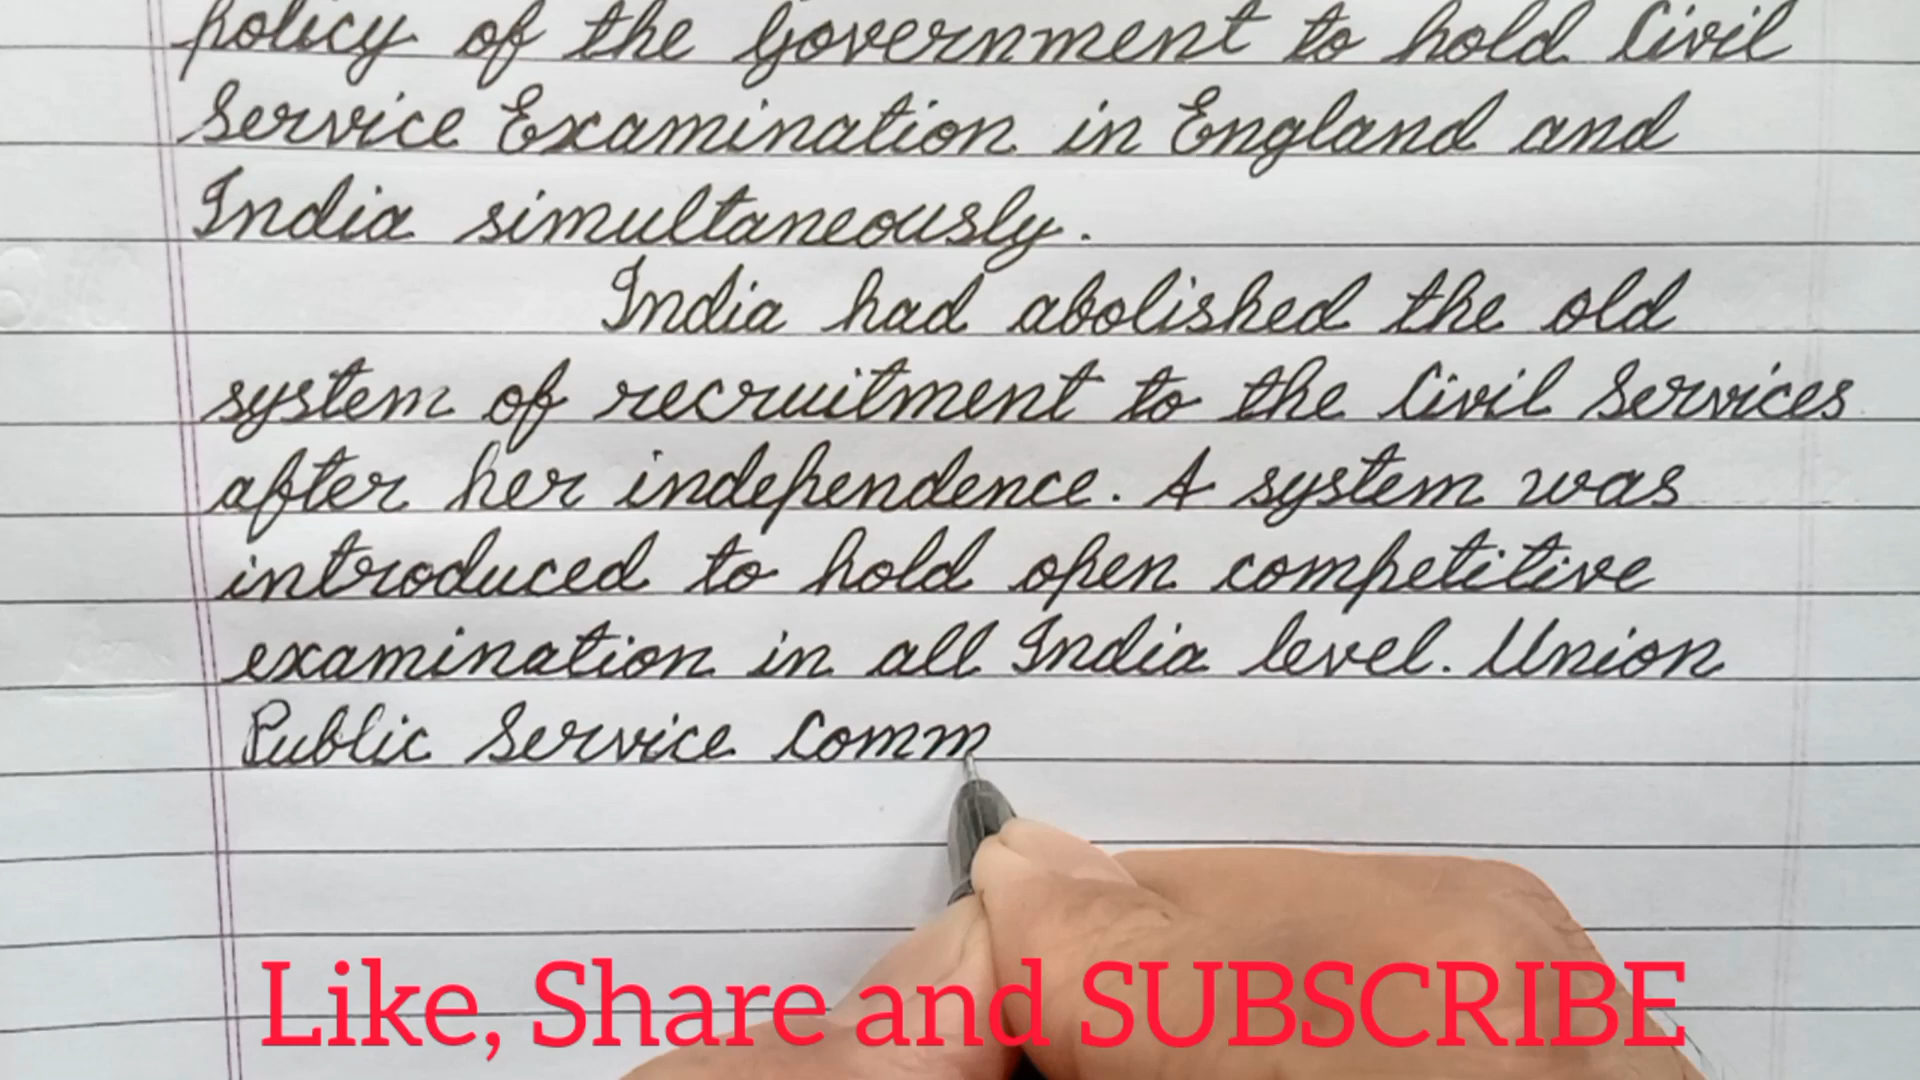 policy of the Government to hold Civil
Service Examination in England and
India simultaneously.
India had abolished the old
system of recruitment to the Civil Services
after her independence. A system was
introduced to hold open competitive
examination in all India level. Union
Public Service Comm
Like, Share and SUBSCRIBE